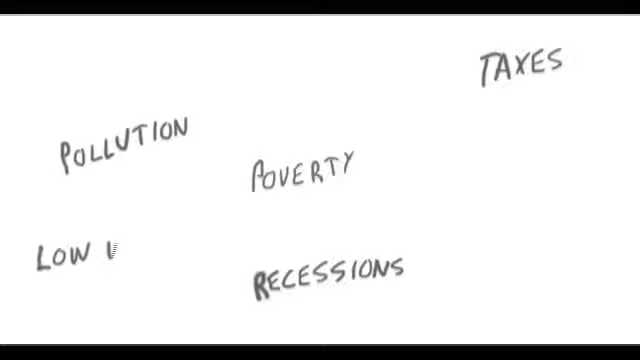 TAXES
POLLUTION
POVERTY
LOW
RECESSIONS